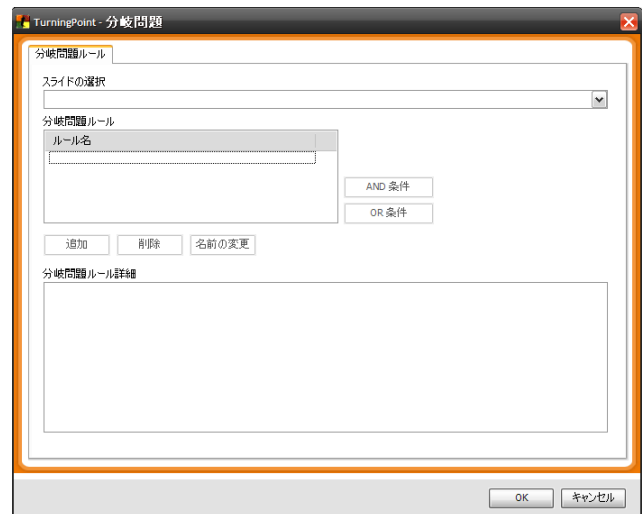 TurningPoint - 分岐問題
分岐問題ルール
スライドの選択
分岐問題ルール
ルール名
AND 条件
OR 条件
追加 削除 名前の変更
分岐問題ルール詳細
OK キャンセル